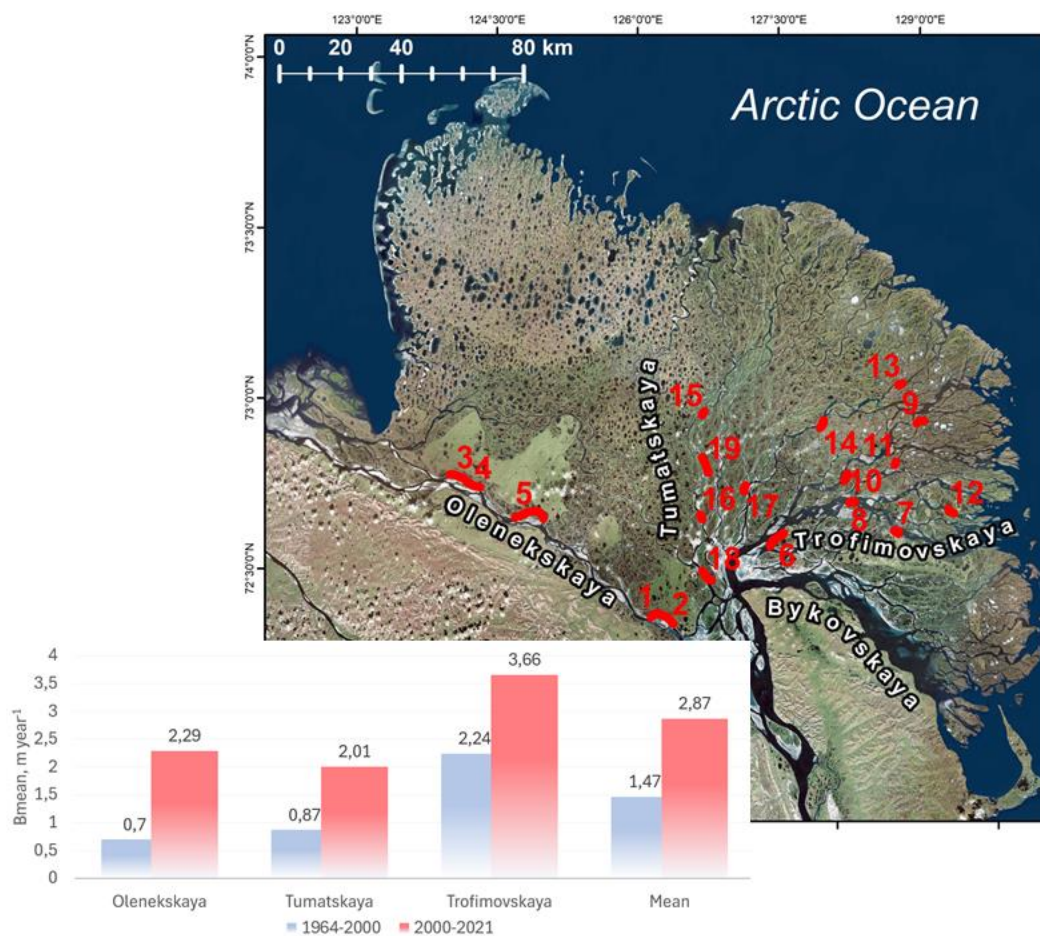 123°0'0"E 124°30'0"E 126°0'0"E 127°30'0"E 129°0'0"E
0 20 40 80 km
74°0'0"N
Arctic Ocean
73°30'0"N
73°0'0"N
72°30'0"N
13
9
15
14
11
19
10
3
4
16
17
8
7
12
5
6
18
1
2
Tumatskaya
Olenekskaya
Trofimovskaya
Bykovskaya
Bmean, m year¹
4
3,5
3
2,5
2
1,5
1
0,5
0
0,7
2,29
0,87
2,01
2,24
3,66
1,47
2,87
Olenekskaya Tumatskaya Trofimovskaya Mean
1964-2000 2000-2021